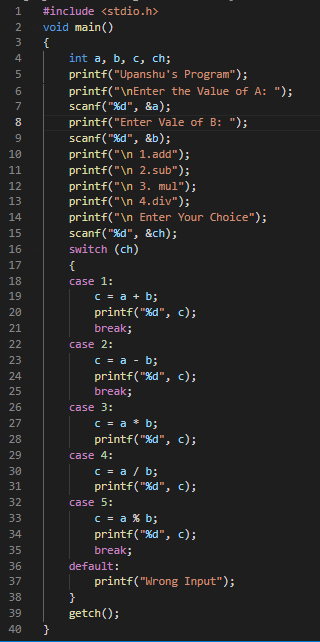 1 #include <stdio.h>
2 void main()
3 {
4     int a, b, c, ch;
5     printf("Upanshu's Program");
6     printf("\nEnter the Value of A: ");
7     scanf("%d", &a);
8     printf("Enter Vale of B: ");
9     scanf("%d", &b);
10     printf("\n 1.add");
11     printf("\n 2.sub");
12     printf("\n 3. mul");
13     printf("\n 4.div");
14     printf("\n Enter Your Choice");
15     scanf("%d", &ch);
16     switch (ch)
17     {
18     case 1:
19         c = a + b;
20         printf("%d", c);
21         break;
22     case 2:
23         c = a - b;
24         printf("%d", c);
25         break;
26     case 3:
27         c = a * b;
28         printf("%d", c);
29     case 4:
30         c = a / b;
31         printf("%d", c);
32     case 5:
33         c = a % b;
34         printf("%d", c);
35         break;
36     default:
37         printf("Wrong Input");
38     }
39     getch();
40 }